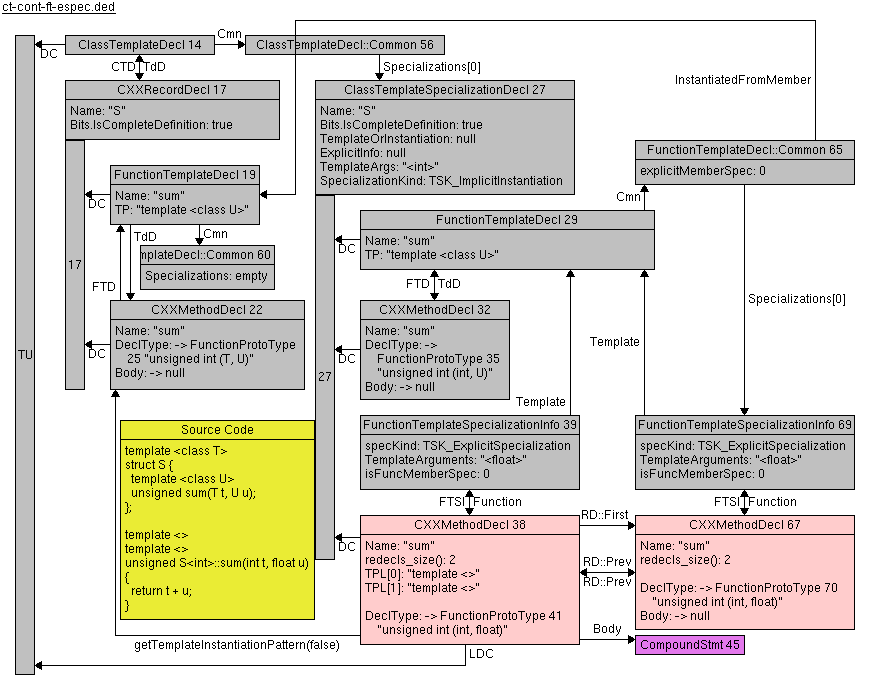 ct-cont-ft-espec.ded
ClassTemplateDecl 14
Cmn
ClassTemplateDecl::Common 56
DC
CTD
TdD
Specializations[0]
InstantiatedFromMember
CXXRecordDecl 17
Name: "S"
Bits.IsCompleteDefinition: true
ClassTemplateSpecializationDecl 27
Name: "S"
Bits.IsCompleteDefinition: true
TemplateOrInstantiation: null
ExplicitInfo: null
TemplateArgs: "<int>"
SpecializationKind: TSK_ImplicitInstantiation
FunctionTemplateDecl::Common 65
explicitMemberSpec: 0
FunctionTemplateDecl 19
Name: "sum"
TP: "template <class U>"
DC
Cmn
TdD
FTD
mplateDecl::Common 60
Specializations: empty
17
FunctionTemplateDecl 29
Name: "sum"
TP: "template <class U>"
DC
Cmn
FTD
TdD
Specializations[0]
CXXMethodDecl 22
Name: "sum"
DeclType: -> FunctionProtoType
25 "unsigned int (T, U)"
Body: -> null
DC
CXXMethodDecl 32
Name: "sum"
DeclType: ->
FunctionProtoType 35
"unsigned int (int, U)"
Body: -> null
DC
TU
27
Template
Template
Source Code
template <class T>
struct S {
template <class U>
unsigned sum(T t, U u);
};
template <>
template <>
unsigned S<int>::sum(int t, float u)
{
return t + u;
}
FunctionTemplateSpecializationInfo 39
specKind: TSK_ExplicitSpecialization
TemplateArguments: "<float>"
isFuncMemberSpec: 0
FunctionTemplateSpecializationInfo 69
specKind: TSK_ExplicitSpecialization
TemplateArguments: "<float>"
isFuncMemberSpec: 0
FTSI
Function
FTSI
Function
CXXMethodDecl 38
Name: "sum"
redecls_size(): 2
TPL[0]: "template <>"
TPL[1]: "template <>"
DeclType: -> FunctionProtoType 41
"unsigned int (int, float)"
DC
RD::First
RD::Prev
RD::Prev
CXXMethodDecl 67
Name: "sum"
redecls_size(): 2
DeclType: -> FunctionProtoType 70
"unsigned int (int, float)"
Body: -> null
Body
CompoundStmt 45
getTemplateInstantiationPattern(false)
LDC